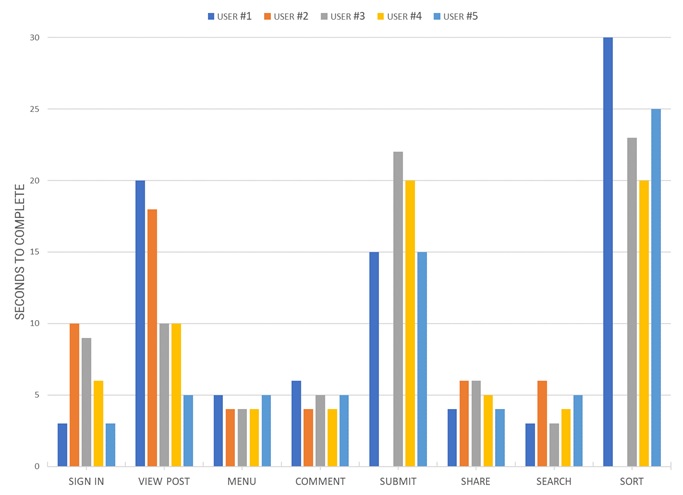 USER #1 USER #2 USER #3 USER #4 USER #5
SECONDS TO COMPLETE
30
25
20
15
10
5
0
SIGN IN VIEW POST MENU COMMENT SUBMIT SHARE SEARCH SORT